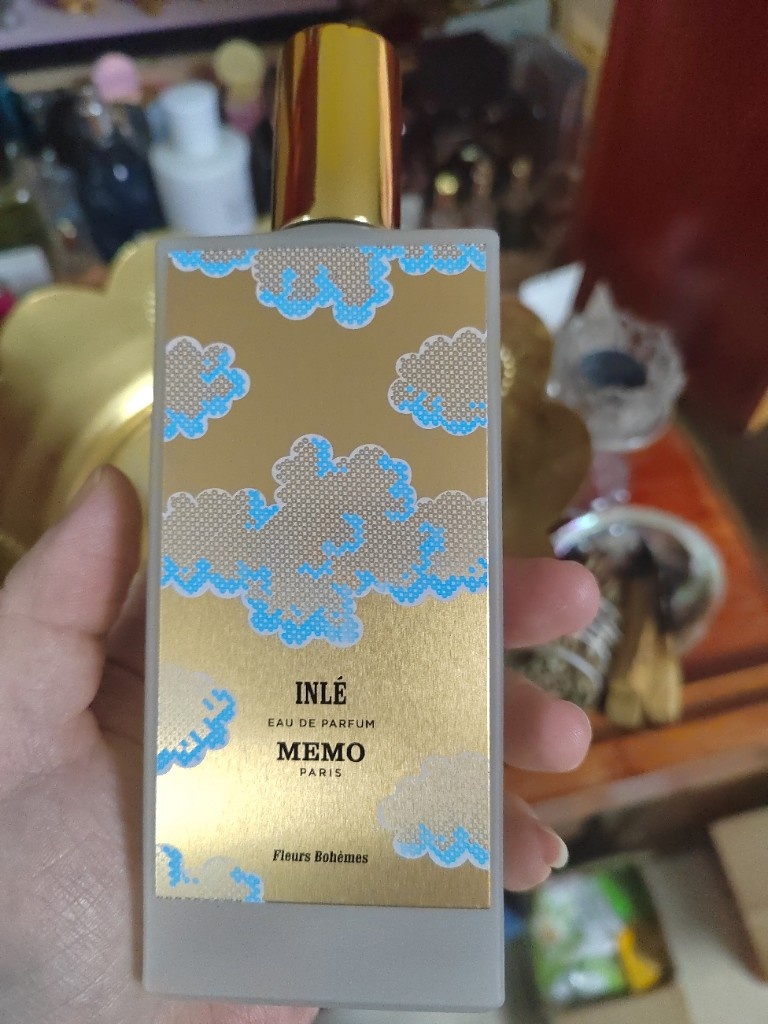 INLÉ
EAU DE PARFUM
MEMO
PARIS
Fleurs Bohèmes